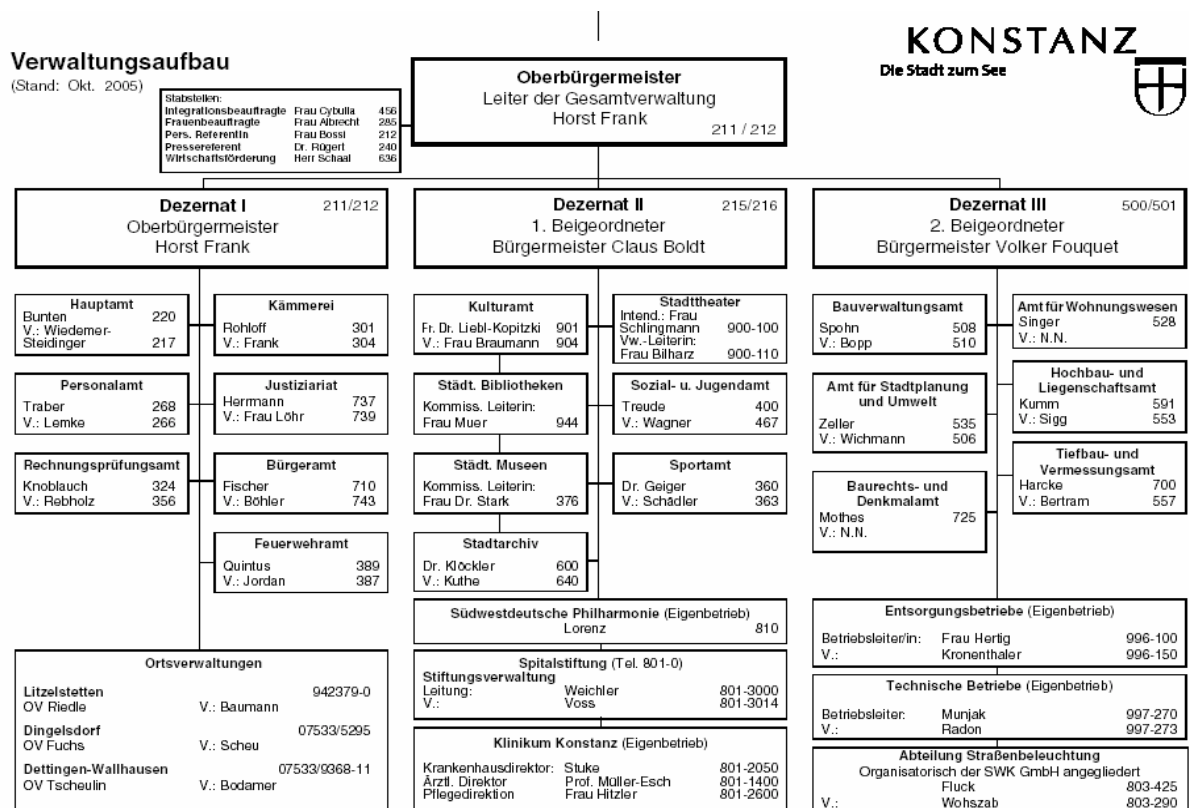 Verwaltungsaufbau
(Stand: Okt. 2005)
KONSTANZ
Die Stadt zum See
Stabstellen:
Integrationsbeauftragte Frau Cybulla 456
Frauenbeauftragte Frau Albrecht 285
Pers. Referentin Frau Bossi 212
Pressereferent Dr. Rügert 240
Wirtschaftsförderung Herr Schaal 636
Oberbürgermeister
Leiter der Gesamtverwaltung
Horst Frank
211 / 212
Dezernat I 211/212
Oberbürgermeister
Horst Frank
Dezernat II 215/216
1. Beigeordneter
Bürgermeister Claus Boldt
Dezernat III 500/501
2. Beigeordneter
Bürgermeister Volker Fouquet
Hauptamt
Bunten 220
V.: Wiedemer-
Steidinger 217
Kämmerei
Rohloff 301
V.: Frank 304
Personalamt
Traber 268
V.: Lemke 266
Justiziariat
Herrmann 737
V.: Frau Löhr 739
Rechnungsprüfungsamt
Knoblauch 324
V.: Rebholz 356
Bürgeramt
Fischer 710
V.: Böhler 743
Feuerwehramt
Quintus 389
V.: Jordan 387
Ortsverwaltungen
Litzelstetten 942379-0
OV Riedle V.: Baumann
Dingelsdorf 07533/5295
OV Fuchs V.: Scheu
Dettingen-Wallhausen 07533/9368-11
OV Tscheulin V.: Bodamer
Kulturamt
Fr. Dr. Liebl-Kopitzki 901
V.: Frau Braumann 904
Stadttheater
Intend.: Frau
Schlingmann 900-100
Vw.-Leiterin:
Frau Bilharz 900-110
Städt. Bibliotheken
Kommiss. Leiterin:
Frau Muer 944
Sozial- u. Jugendamt
Treude 400
V.: Wagner 467
Städt. Museen
Kommiss. Leiterin:
Frau Dr. Stark 376
Sportamt
Dr. Geiger 360
V.: Schädler 363
Stadtarchiv
Dr. Klöckler 600
V.: Kuthe 640
Südwestdeutsche Philharmonie (Eigenbetrieb)
Lorenz 810
Spitalstiftung (Tel. 801-0)
Stiftungsverwaltung
Leitung: Weichler 801-3000
V.: Voss 801-3014
Klinikum Konstanz (Eigenbetrieb)
Krankenhausdirektor: Stuke 801-2050
Ärztl. Direktor Prof. Müller-Esch 801-1400
Pflegedirektion Frau Hitzler 801-2600
Bauverwaltungsamt
Spohn 508
V.: Bopp 510
Amt für Wohnungswesen
Singer 528
V.: N.N.
Amt für Stadtplanung
und Umwelt
Zeller 535
V.: Wichmann 506
Hochbau- und
Liegenschaftsamt
Kumm 591
V.: Sigg 553
Baurechts- und
Denkmalamt
Mothes 725
V.: N.N.
Tiefbau- und
Vermessungsamt
Harcke 700
V.: Bertram 557
Entsorgungsbetriebe (Eigenbetrieb)
Betriebsleiter/in: Frau Hertig 996-100
V.: Kronenthaler 996-150
Technische Betriebe (Eigenbetrieb)
Betriebsleiter: Munjak 997-270
V.: Radon 997-273
Abteilung Straßenbeleuchtung
Organisatorisch der SWK GmbH angegliedert
Fluck 803-425
V.: Wohszab 803-290